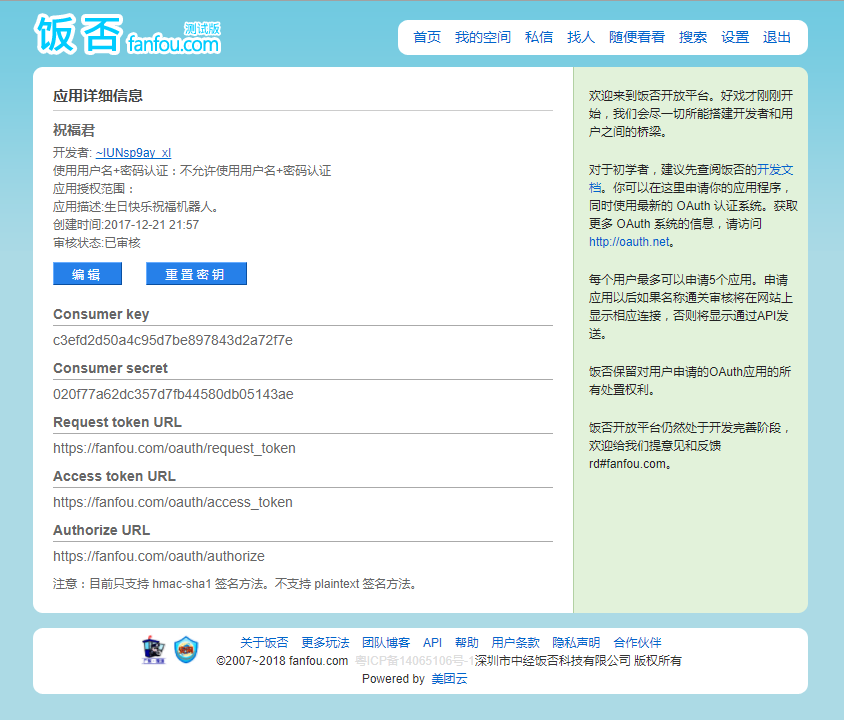 饭否 测试版
fanfou.com
首页 我的空间 私信 找人 随便看看 搜索 设置 退出
应用详细信息
祝福君
开发者: ~lUNsp9ay_xI
使用用户名+密码认证：不允许使用用户名+密码认证
应用授权范围：
应用描述:生日快乐祝福机器人。
创建时间:2017-12-21 21:57
审核状态:已审核
编辑 重置密钥
Consumer key
c3efd2d50a4c95d7be897843d2a72f7e
Consumer secret
020f77a62dc357d7fb44580db05143ae
Request token URL
https://fanfou.com/oauth/request_token
Access token URL
https://fanfou.com/oauth/access_token
Authorize URL
https://fanfou.com/oauth/authorize
注意：目前只支持 hmac-sha1 签名方法。不支持 plaintext 签名方法。
欢迎来到饭否开放平台。好戏才刚刚开
始，我们会尽一切所能搭建开发者和用
户之间的桥梁。
对于初学者，建议先查阅饭否的开发文
档。你可以在这里申请你的应用程序，
同时使用最新的 OAuth 认证系统。获取
更多 OAuth 系统的信息，请访问
http://oauth.net。
每个用户最多可以申请5个应用。申请
应用以后如果名称通关审核将在网站上
显示相应连接，否则将显示通过API发
送。
饭否保留对用户申请的OAuth应用的所
有处置权利。
饭否开放平台仍然处于开发完善阶段，
欢迎给我们提意见和反馈
rd#fanfou.com。
关于饭否 更多玩法 团队博客 API 帮助 用户条款 隐私声明 合作伙伴
©2007~2018 fanfou.com 粤ICP备14065106号-1深圳市中经饭否科技有限公司 版权所有
Powered by 美团云